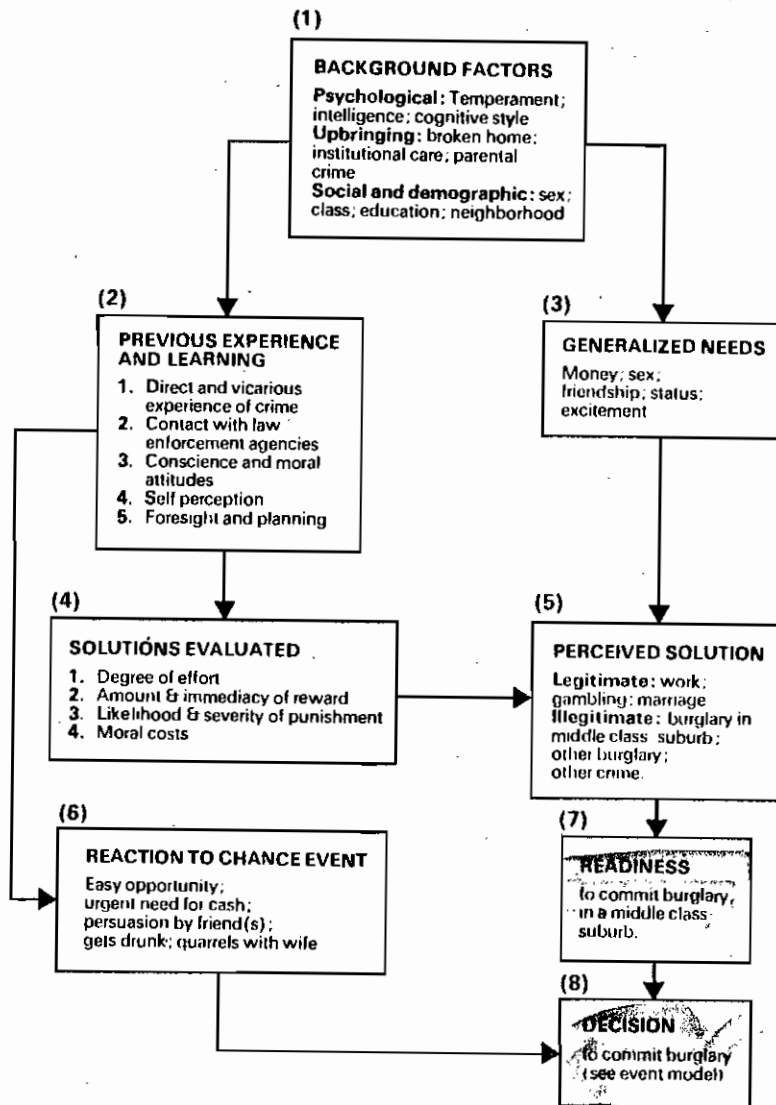 (1)
BACKGROUND FACTORS
Psychological: Temperament;
intelligence; cognitive style
Upbringing: broken home;
institutional care; parental
crime
Social and demographic: sex;
class; education; neighborhood
(2)
PREVIOUS EXPERIENCE
AND LEARNING
1. Direct and vicarious
experience of crime
2. Contact with law
enforcement agencies
3. Conscience and moral
attitudes
4. Self perception
5. Foresight and planning
(3)
GENERALIZED NEEDS
Money; sex;
friendship; status;
excitement
(4)
SOLUTIONS EVALUATED
1. Degree of effort
2. Amount & immediacy of reward
3. Likelihood & severity of punishment
4. Moral costs
(5)
PERCEIVED SOLUTION
Legitimate: work;
gambling; marriage
Illegitimate: burglary in
middle class suburb;
other burglary;
other crime.
(6)
REACTION TO CHANCE EVENT
Easy opportunity;
urgent need for cash;
persuasion by friend(s);
gets drunk; quarrels with wife
(7)
READINESS
to commit burglary
in a middle class
suburb.
(8)
DECISION
to commit burglary
(see event model)